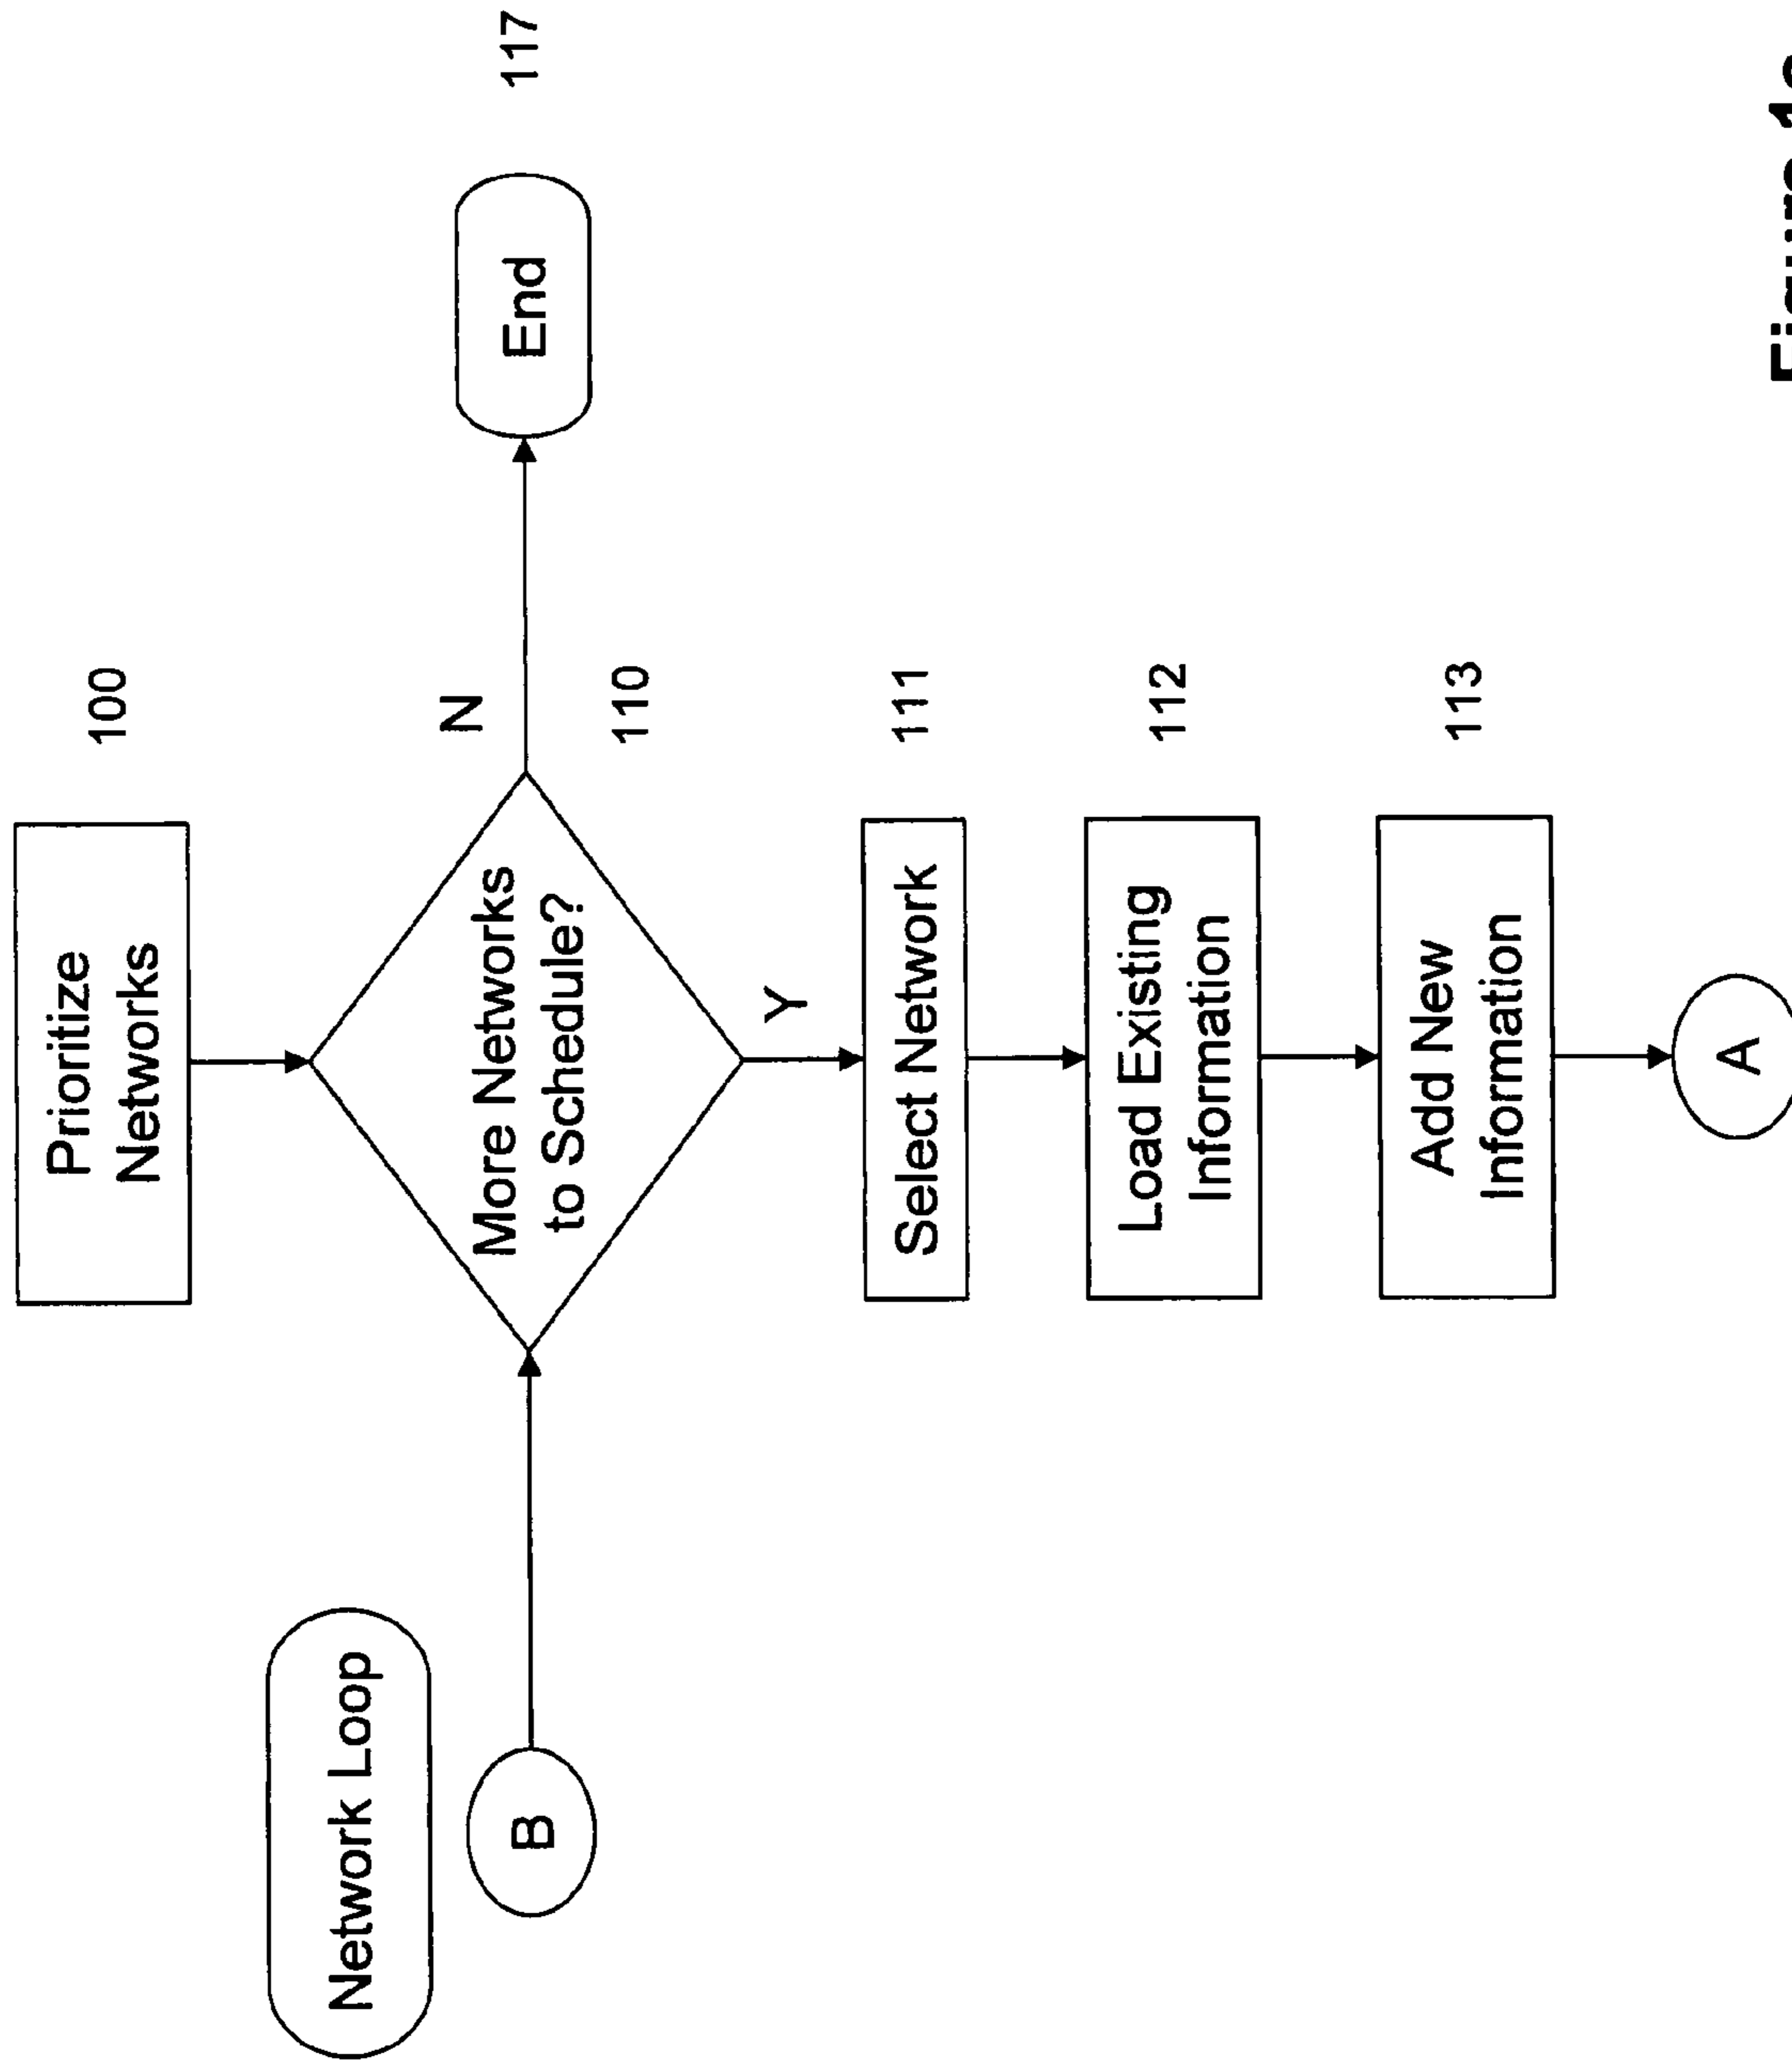 Prioritize
Networks
100
Network Loop
B
More Networks
to Schedule?
N
110
End
117
Y
Select Network
111
Load Existing
Information
112
Add New
Information
113
A